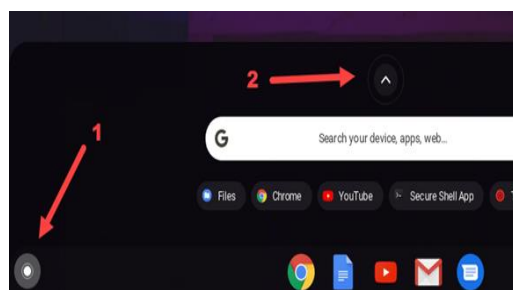 2
1
G Search your device, apps, web...
Files Chrome YouTube Secure Shell App